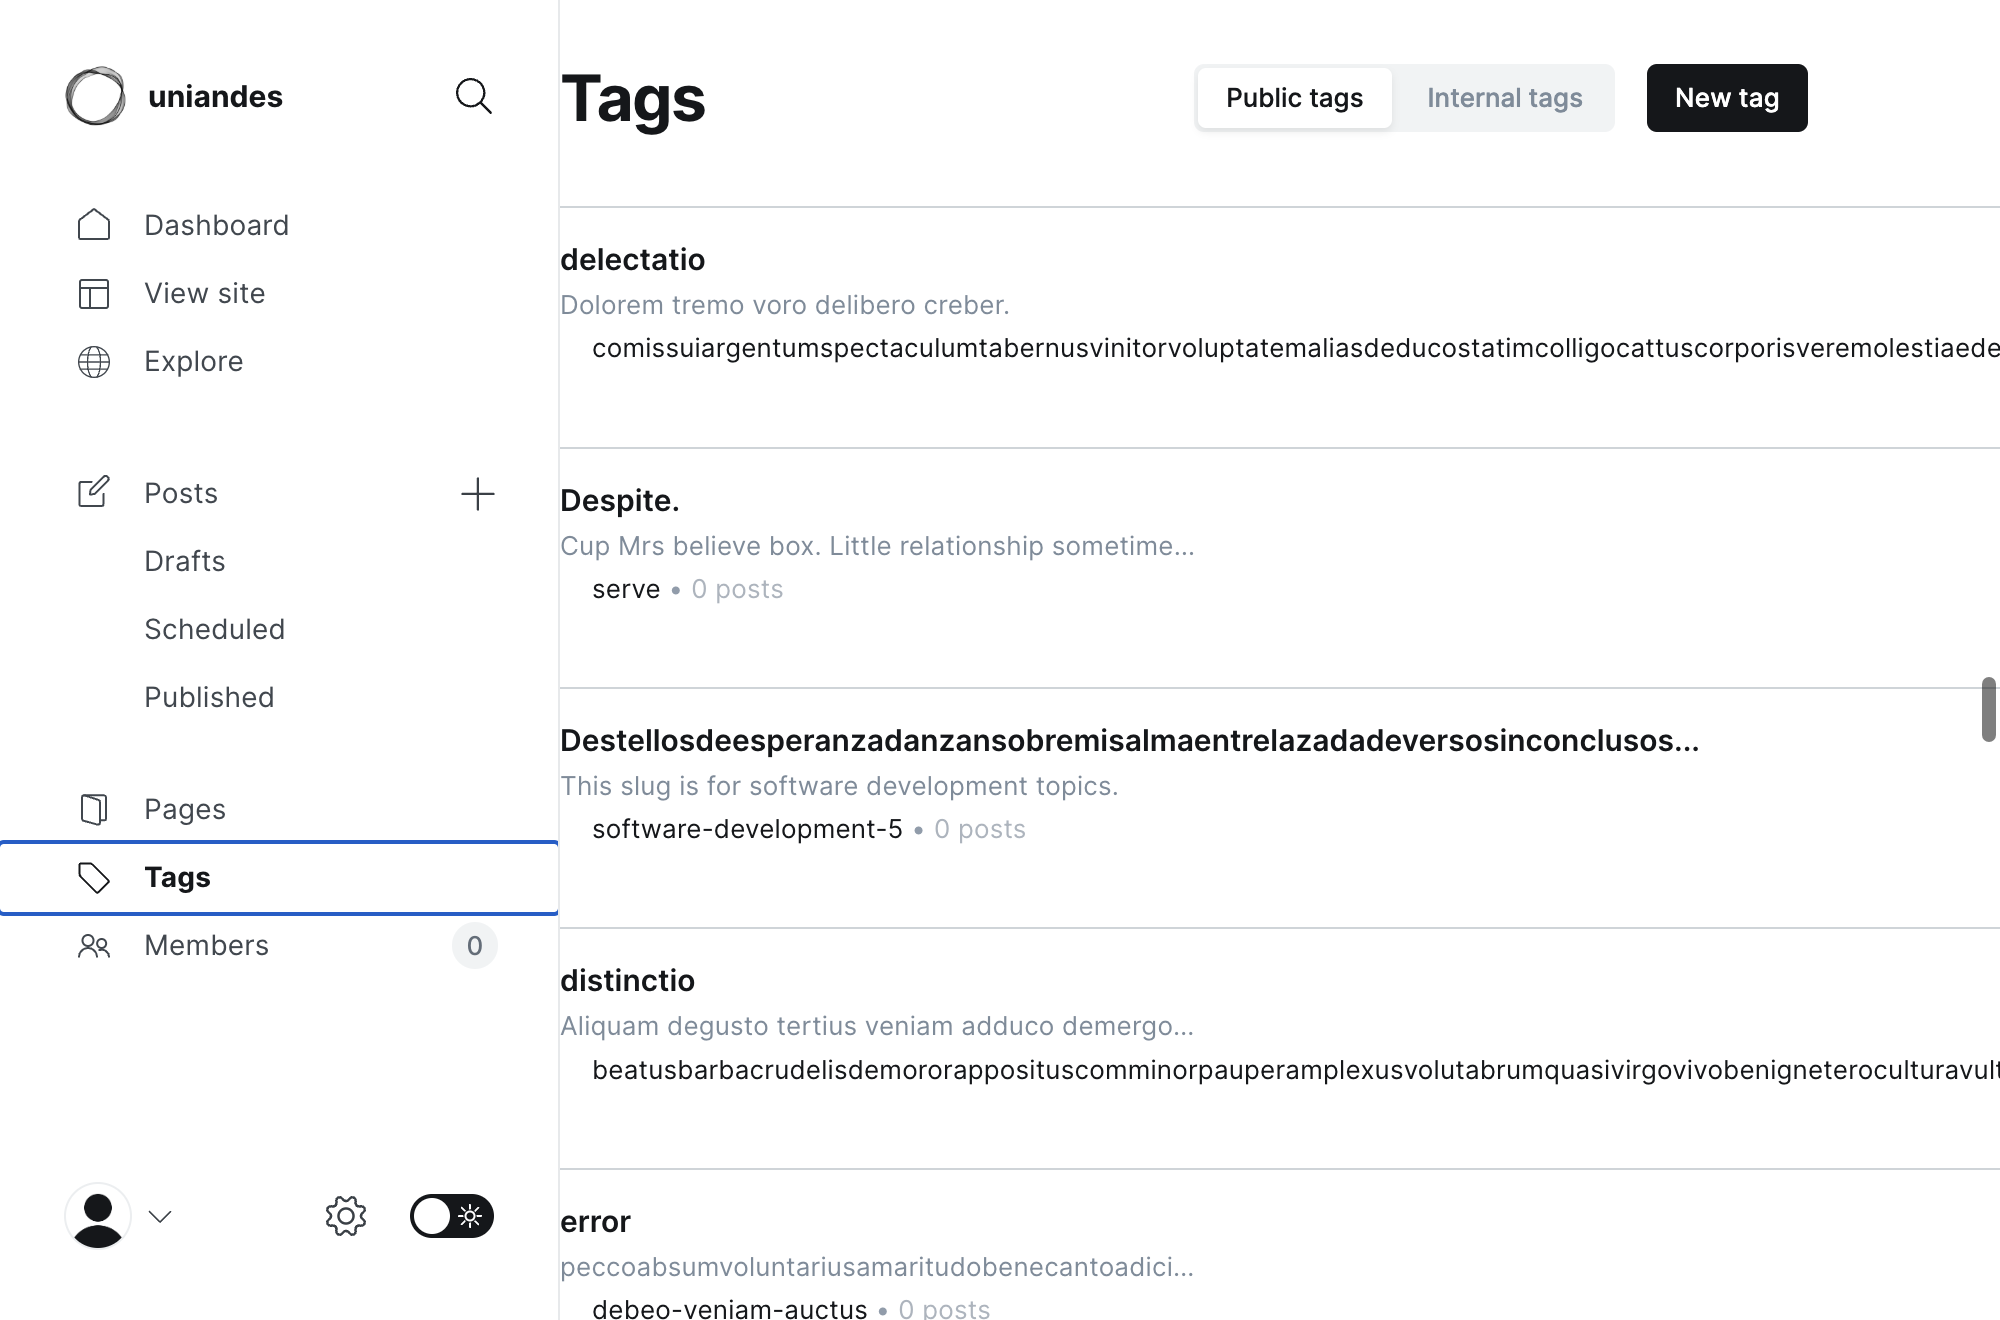 uniandes
Dashboard
View site
Explore
Posts
Drafts
Scheduled
Published
Pages
Tags
Members 0
Tags
Public tags Internal tags New tag
delectatio
Dolorem tremo voro delibero creber.
comissuiargentumspectaculumtabernusvinitorvoluptatemaliasdeducostatimcolligocattuscorporisveremolestiaede
Despite.
Cup Mrs believe box. Little relationship sometime...
serve • 0 posts
Destellosdeesperanzadanzansobremisalmaentrelazadadeversosinconclusos...
This slug is for software development topics.
software-development-5 • 0 posts
distinctio
Aliquam degusto tertius veniam adduco demergo...
beatusbarbacrudelisdemororappositus​comminorpauperamplexusvolutabrumquasivirgovivobenigneteroculturavult
error
peccoabsumvoluntariusamaritudobenecantoadici...
debeo-veniam-auctus • 0 posts